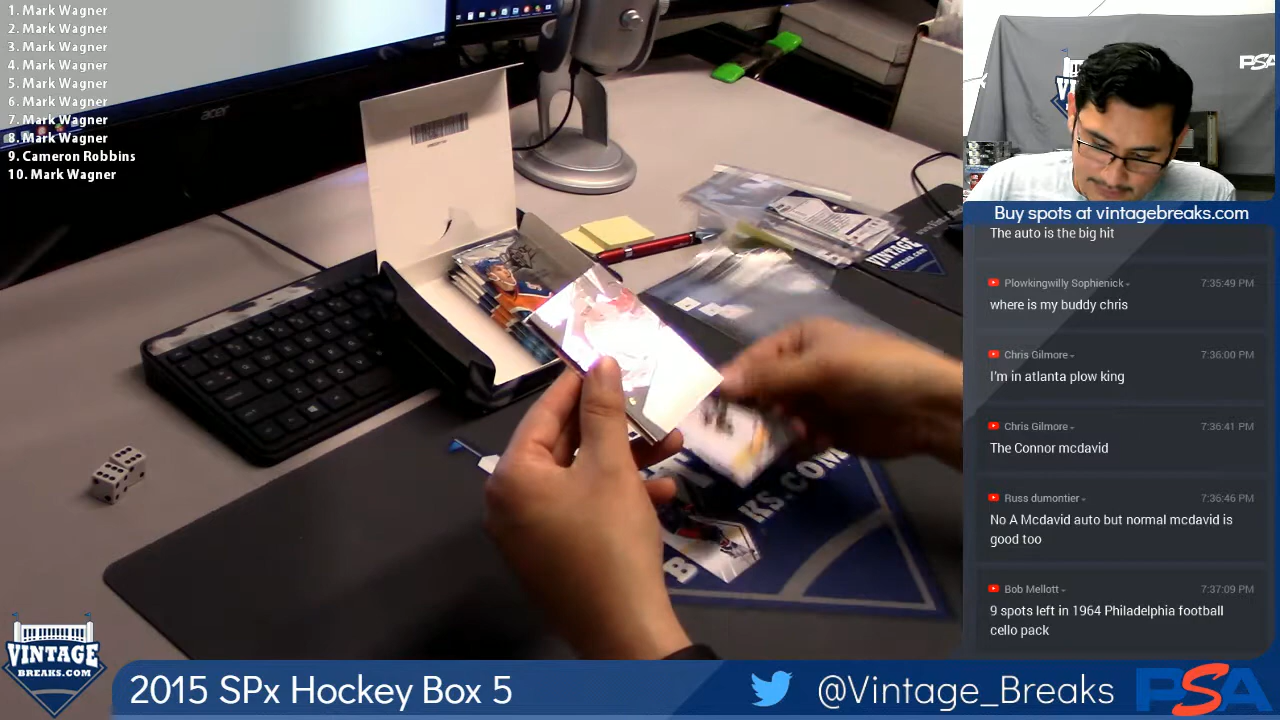 1. Mark Wagner
2. Mark Wagner
3. Mark Wagner
4. Mark Wagner
5. Mark Wagner
6. Mark Wagner
7. Mark Wagner
8. Mark Wagner
9. Cameron Robbins
10. Mark Wagner
acer
PSA
Buy spots at vintagebreaks.com
The auto is the big hit
Plowkingwilly Sophienick
7:35:49 PM
where is my buddy chris
Chris Gilmore
7:36:00 PM
I'm in atlanta plow king
Chris Gilmore
7:36:41 PM
The Connor mcdavid
Russ dumontier
7:36:46 PM
No A Mcdavid auto but normal mcdavid is
good too
Bob Mellott
7:37:09 PM
9 spots left in 1964 Philadelphia football
cello pack
VINTAGE
BREAKS.
KS.COM
B
VINTAGE
BREAKS.COM
2015 SPx Hockey Box 5
@Vintage_Breaks
PSA